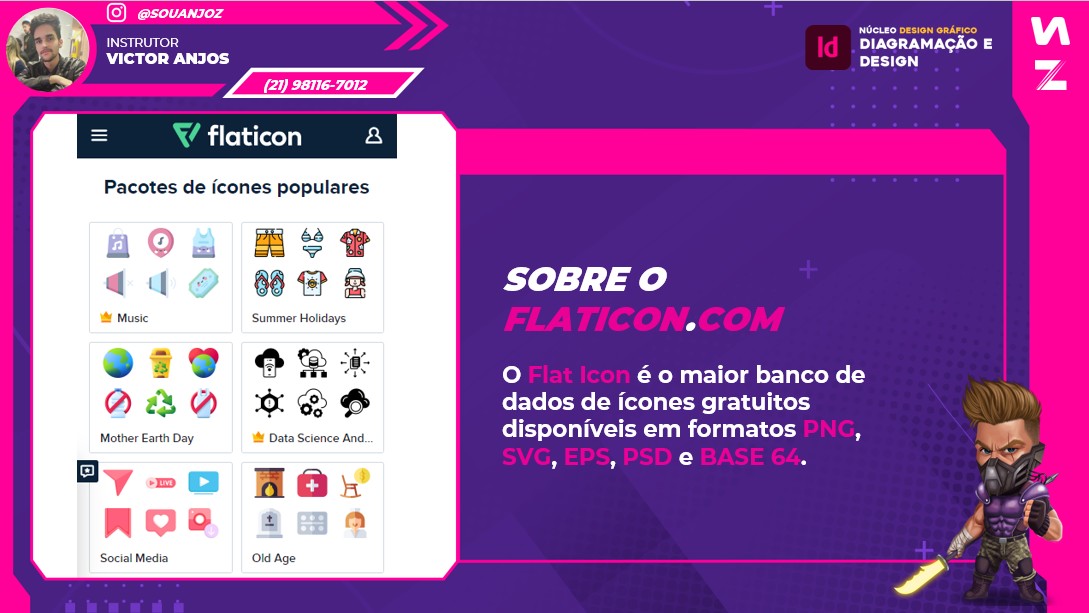 @SOUANJOZ
INSTRUTOR
VICTOR ANJOS
(21) 98116-7012
Id
NÚCLEO DESIGN GRÁFICO
DIAGRAMAÇÃO E
DESIGN
flaticon
Pacotes de ícones populares
Music
Summer Holidays
Mother Earth Day
Data Science And...
LIVE
Social Media
Old Age
SOBRE O
FLATICON.COM
O Flat Icon é o maior banco de
dados de ícones gratuitos
disponíveis em formatos PNG,
SVG, EPS, PSD e BASE 64.